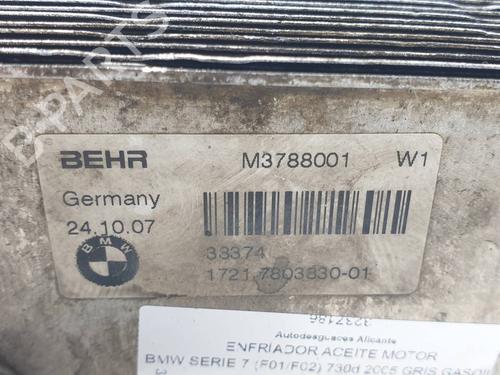 B-PARTS
BEHR M3788001 W1
Germany
24.10.07
BMW
33374
1721 7803830-01
32237186
Autodesguaces Alicante
ENFRIADOR ACEITE MOTOR
BMW SERIE 7 (F01/F02) 730d 2005 GRIS GASOIL